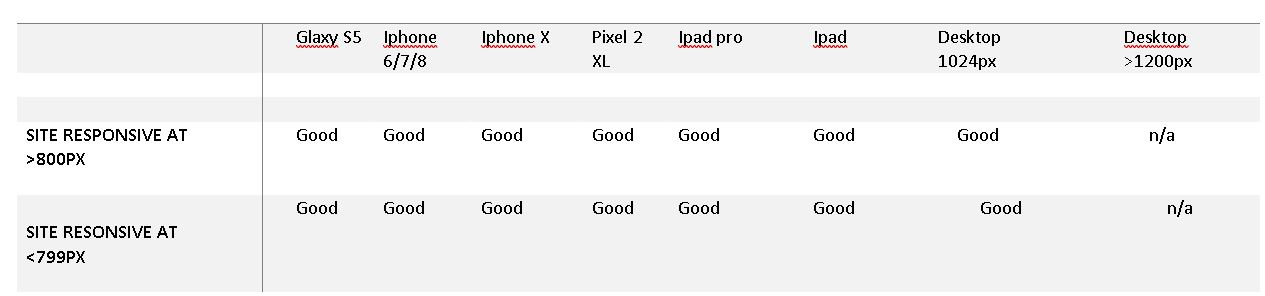 Glaxy S5 Iphone Iphone X Pixel 2 Ipad pro Ipad Desktop Desktop
6/7/8 XL 1024px >1200px
SITE RESPONSIVE AT Good Good Good Good Good Good Good n/a
>800PX
Good Good Good Good Good Good Good n/a
SITE RESONSIVE AT
<799PX